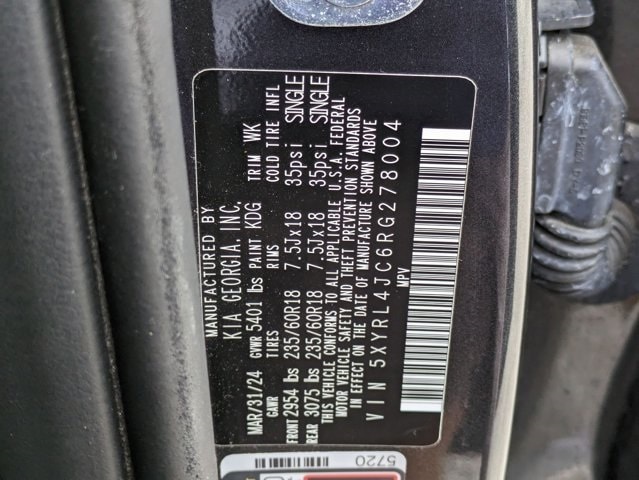 MANUFACTURED BY
KIA GEORGIA, INC.
MAR/31/24 GVWR 5401 lbs PAINT KDG TRIM WK
GAWR TIRES RIMS COLD TIRE INFL
FRONT 2954 lbs 235/60R18 7.5Jx18 35psi SINGLE
REAR 3075 lbs 235/60R18 7.5Jx18 35psi SINGLE
THIS VEHICLE CONFORMS TO ALL APPLICABLE U.S.A. FEDERAL
MOTOR VEHICLE SAFETY AND THEFT PREVENTION STANDARDS
IN EFFECT ON THE DATE OF MANUFACTURE SHOWN ABOVE
VIN 5XYRL4JC6RG278004
MPV
5720